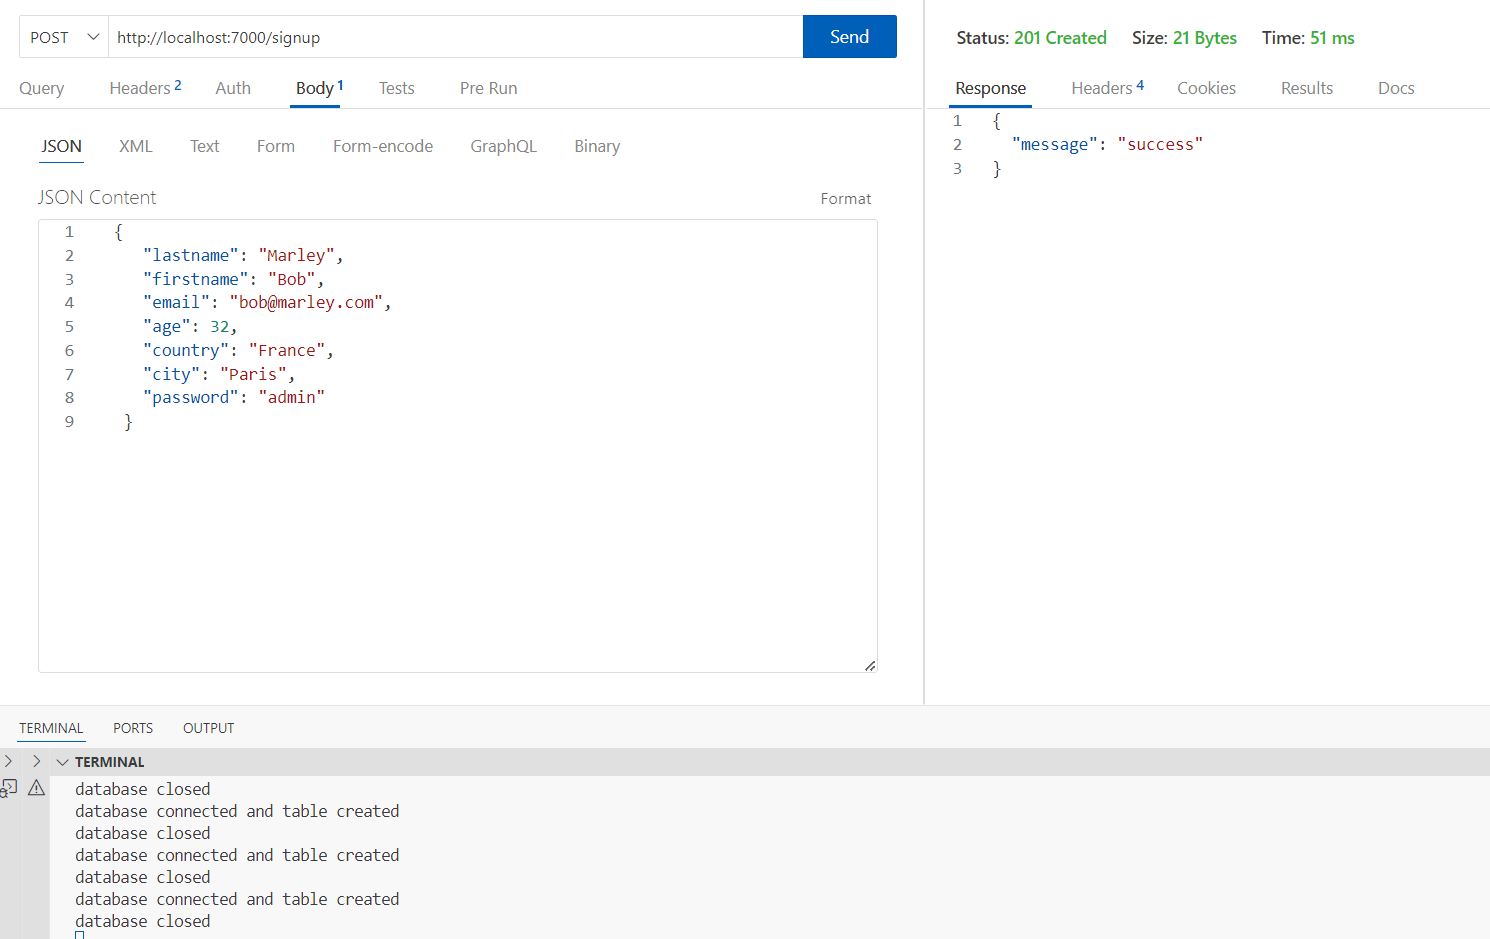 POST http://localhost:7000/signup Send
Query Headers 2 Auth Body 1 Tests Pre Run
JSON XML Text Form Form-encode GraphQL Binary
JSON Content Format
1 {
2 "lastname": "Marley",
3 "firstname": "Bob",
4 "email": "bob@marley.com",
5 "age": 32,
6 "country": "France",
7 "city": "Paris",
8 "password": "admin"
9 }
Status: 201 Created Size: 21 Bytes Time: 51 ms
Response Headers 4 Cookies Results Docs
1 {
2 "message": "success"
3 }
TERMINAL PORTS OUTPUT
TERMINAL
database closed
database connected and table created
database closed
database connected and table created
database closed
database connected and table created
database closed